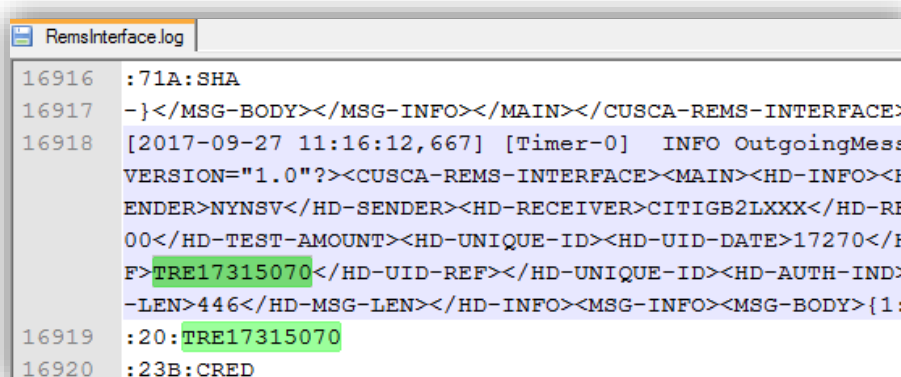 RemsInterface.log
16916 :71A:SHA
16917 -}</MSG-BODY></MSG-INFO></MAIN></CUSCA-REMS-INTERFACE>
16918 [2017-09-27 11:16:12,667] [Timer-0]  INFO OutgoingMess
VERSION="1.0"?><CUSCA-REMS-INTERFACE><MAIN><HD-INFO><H
ENDER>NYNSV</HD-SENDER><HD-RECEIVER>CITIGB2LXXX</HD-RE
00</HD-TEST-AMOUNT><HD-UNIQUE-ID><HD-UID-DATE>17270</H
F>TRE17315070</HD-UID-REF></HD-UNIQUE-ID><HD-AUTH-IND>
-LEN>446</HD-MSG-LEN></HD-INFO><MSG-INFO><MSG-BODY>{1:
16919 :20:TRE17315070
16920 :23B:CRED